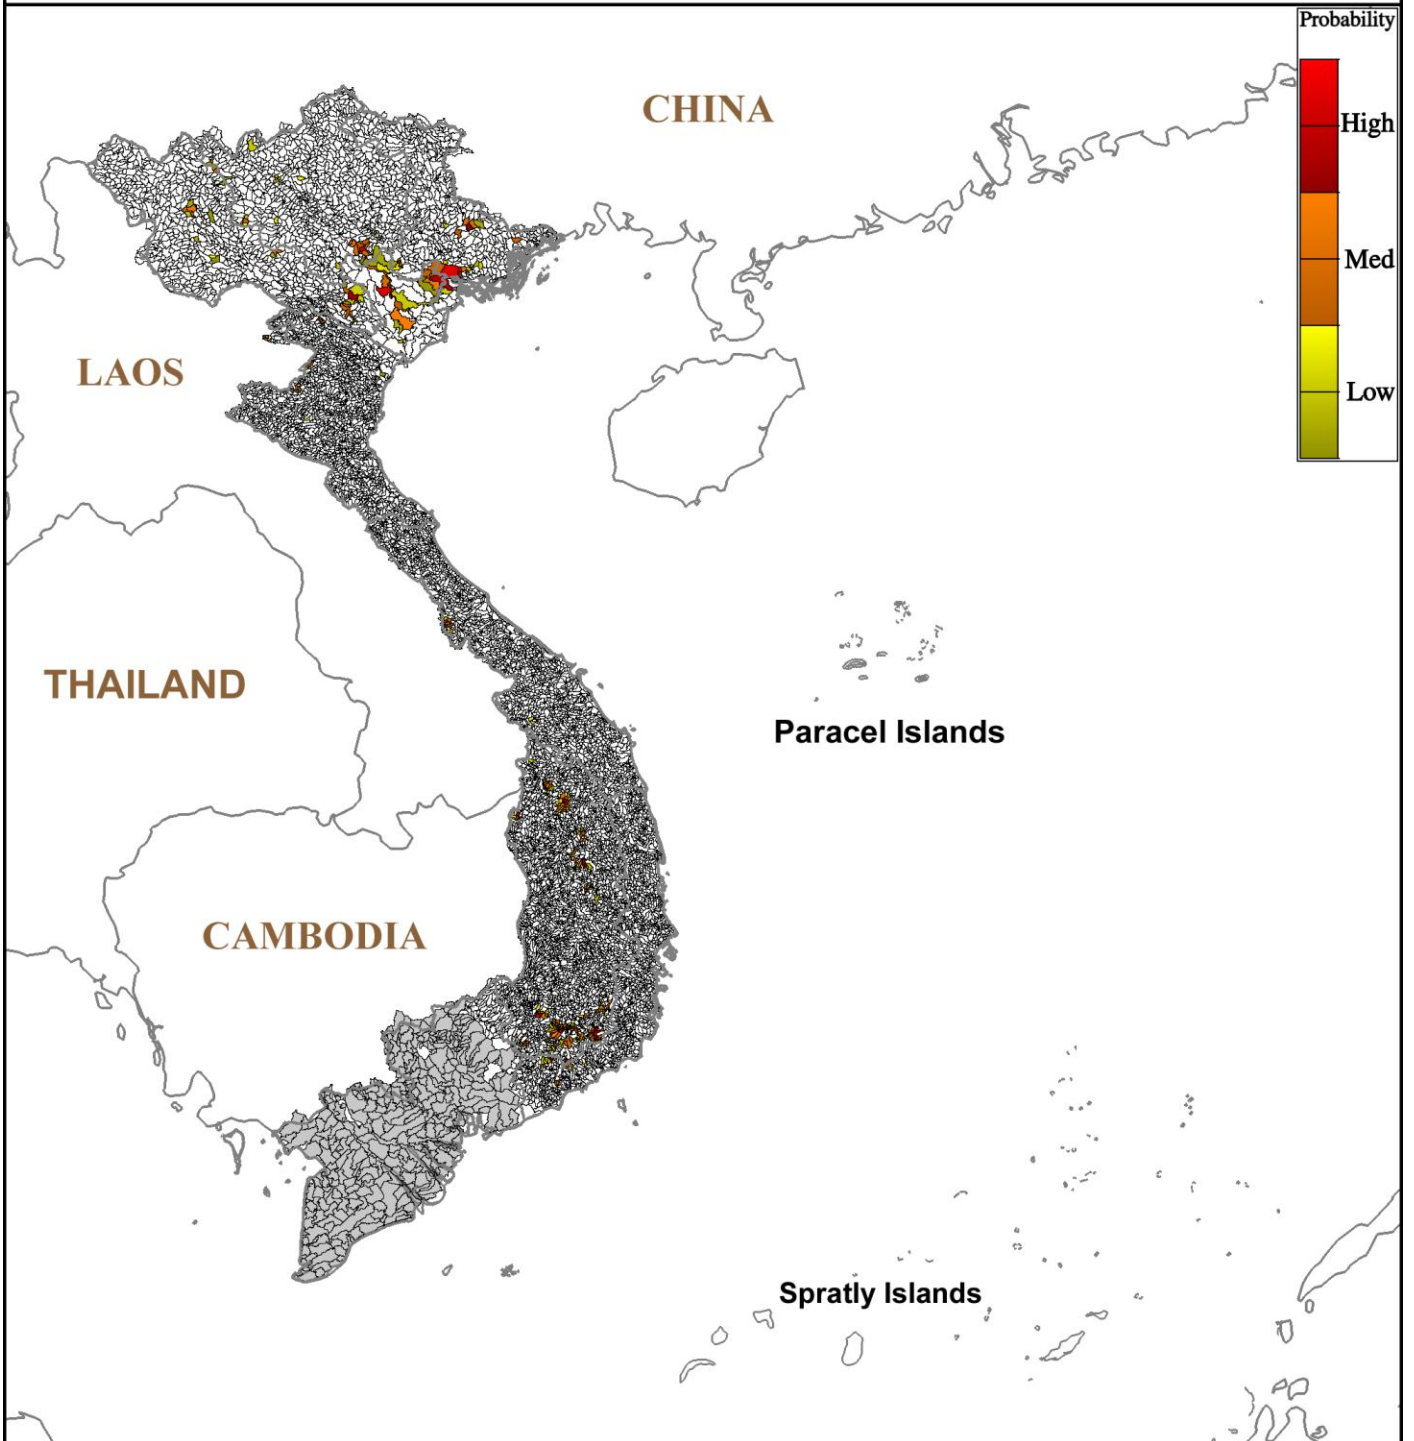 Probability
CHINA
High
Med
LAOS
Low
THAILAND
Paracel Islands
CAMBODIA
Spratly Islands